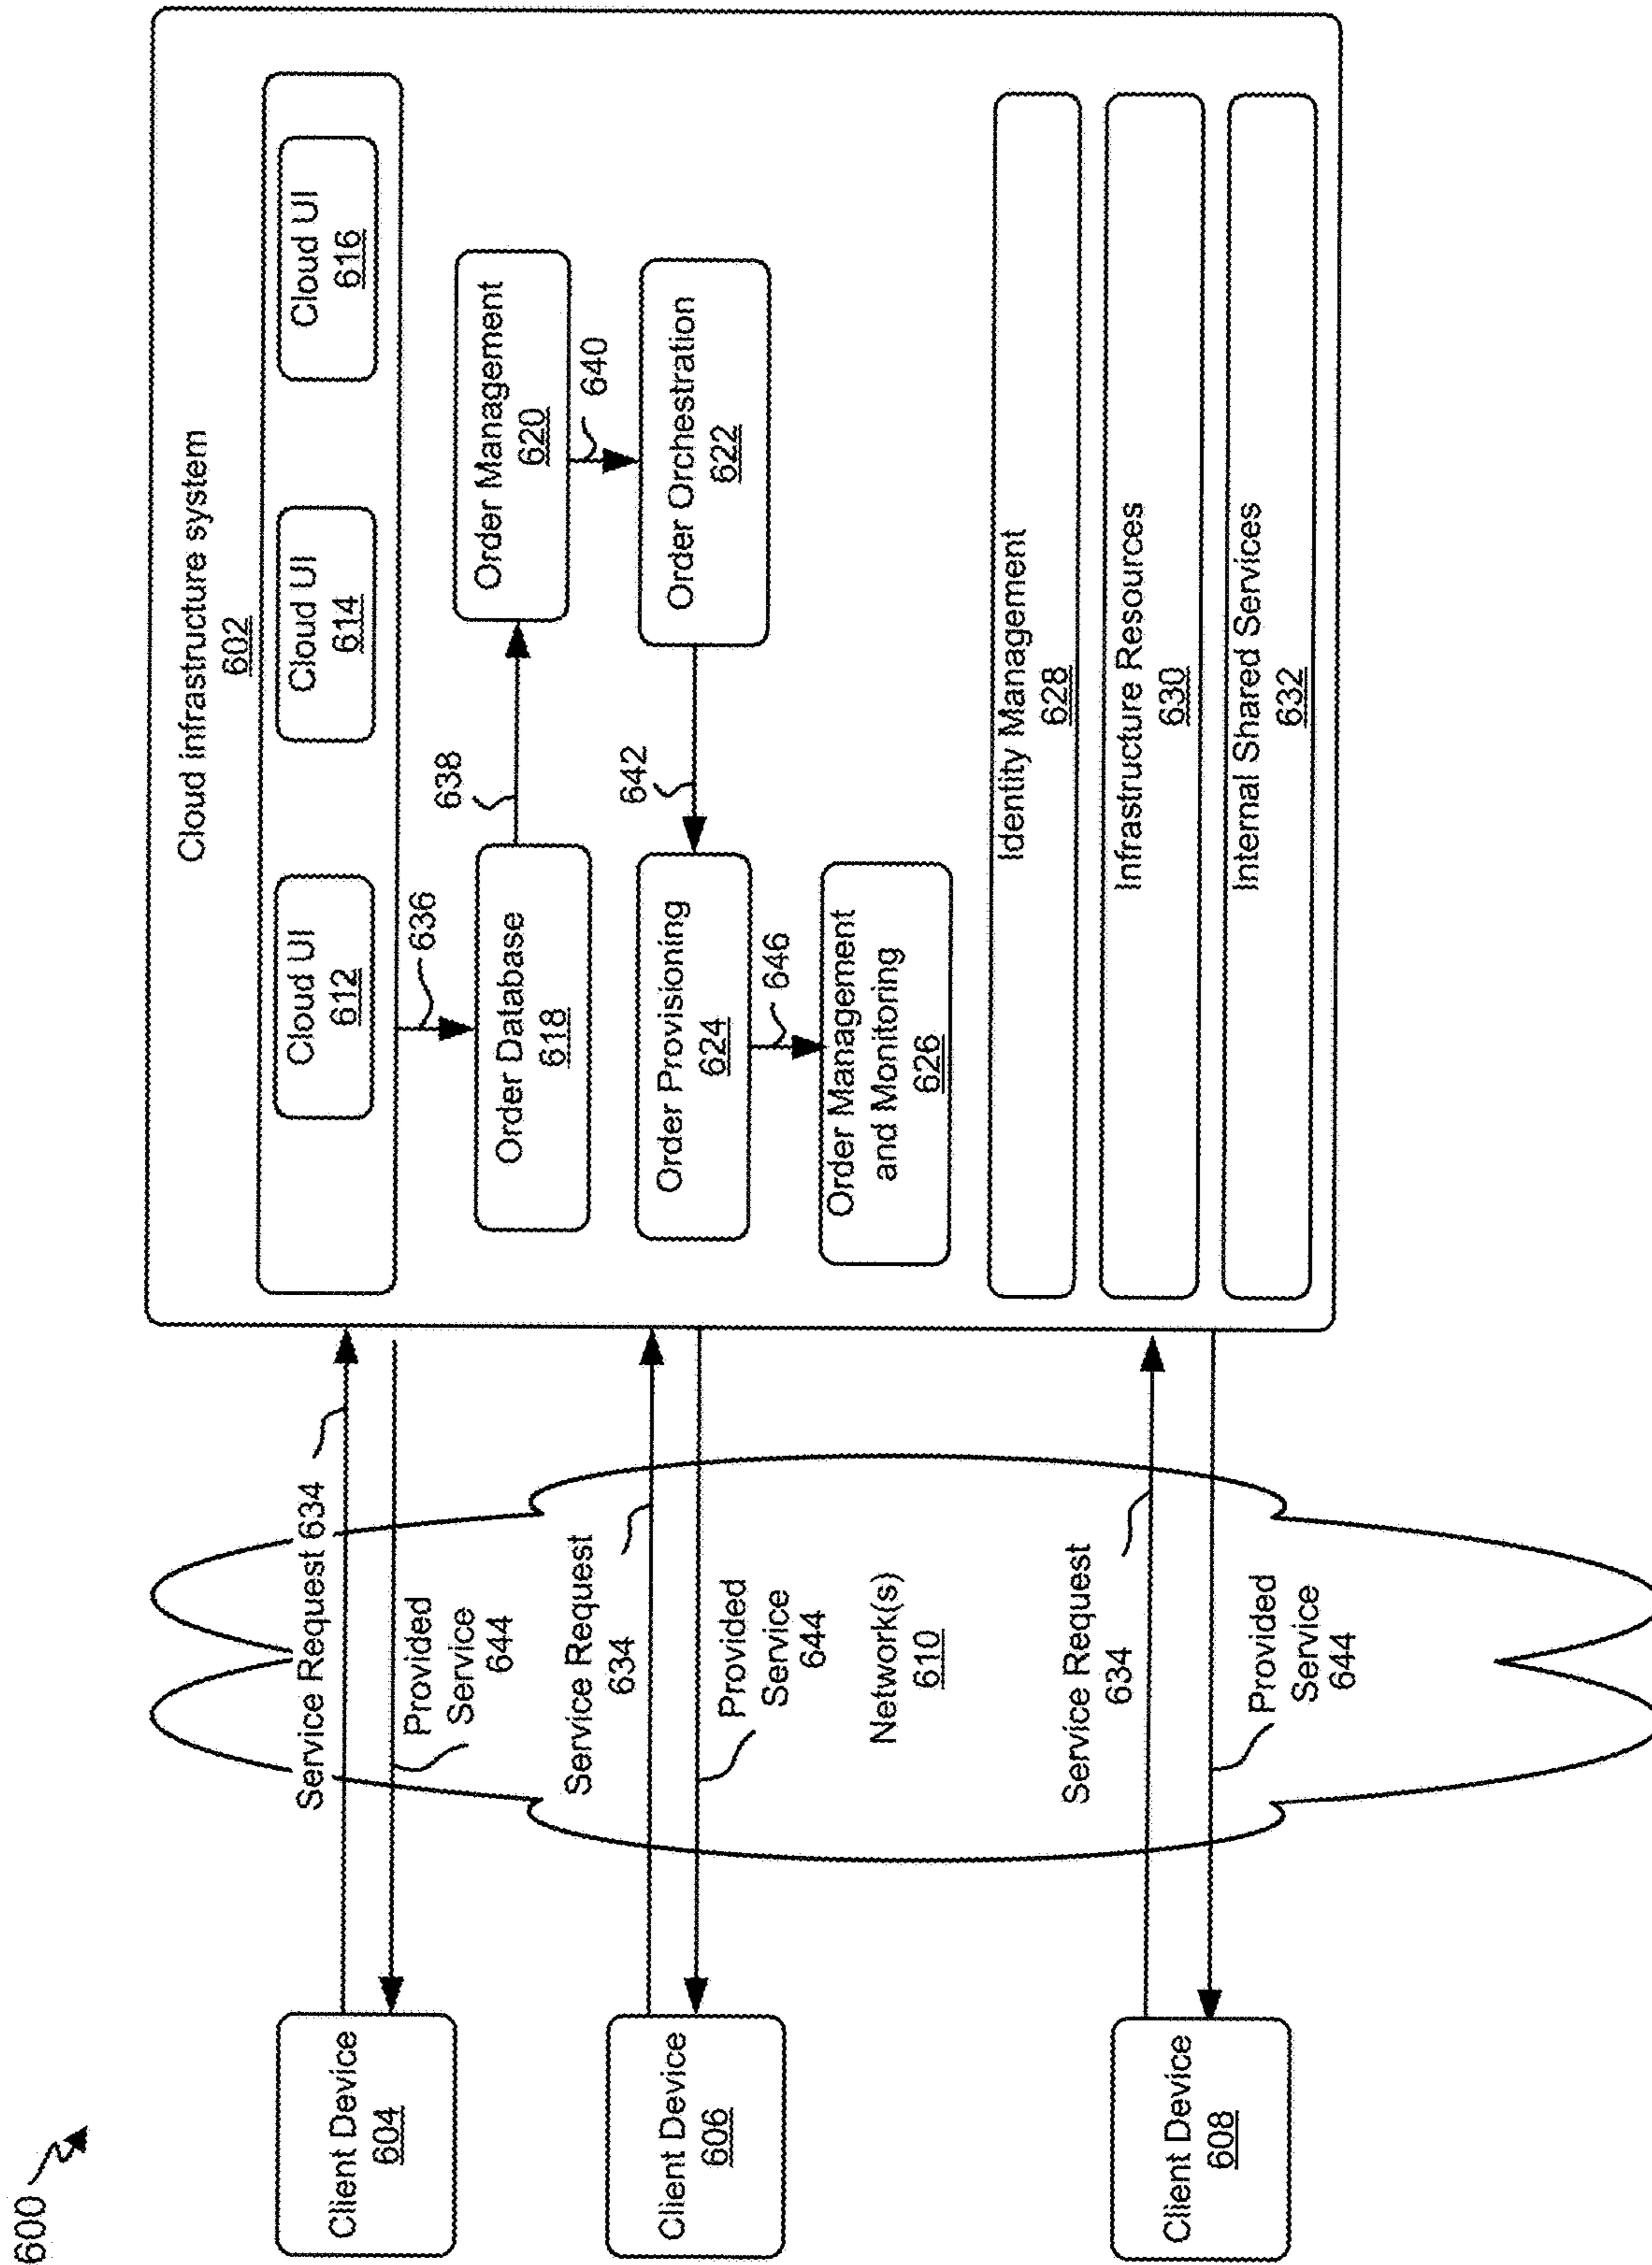 600
Cloud infrastructure system
602
Cloud UI
612
Cloud UI
614
Cloud UI
616
636
Order Database
618
638
Order Management
620
640
Order Orchestration
622
642
Order Provisioning
624
646
Order Management
and Monitoring
626
Identity Management
628
Infrastructure Resources
630
Internal Shared Services
632
Client Device
604
Service Request 634
Provided
Service
644
Client Device
606
Service Request
634
Provided
Service
644
Network(s)
610
Client Device
608
Service Request
634
Provided
Service
644